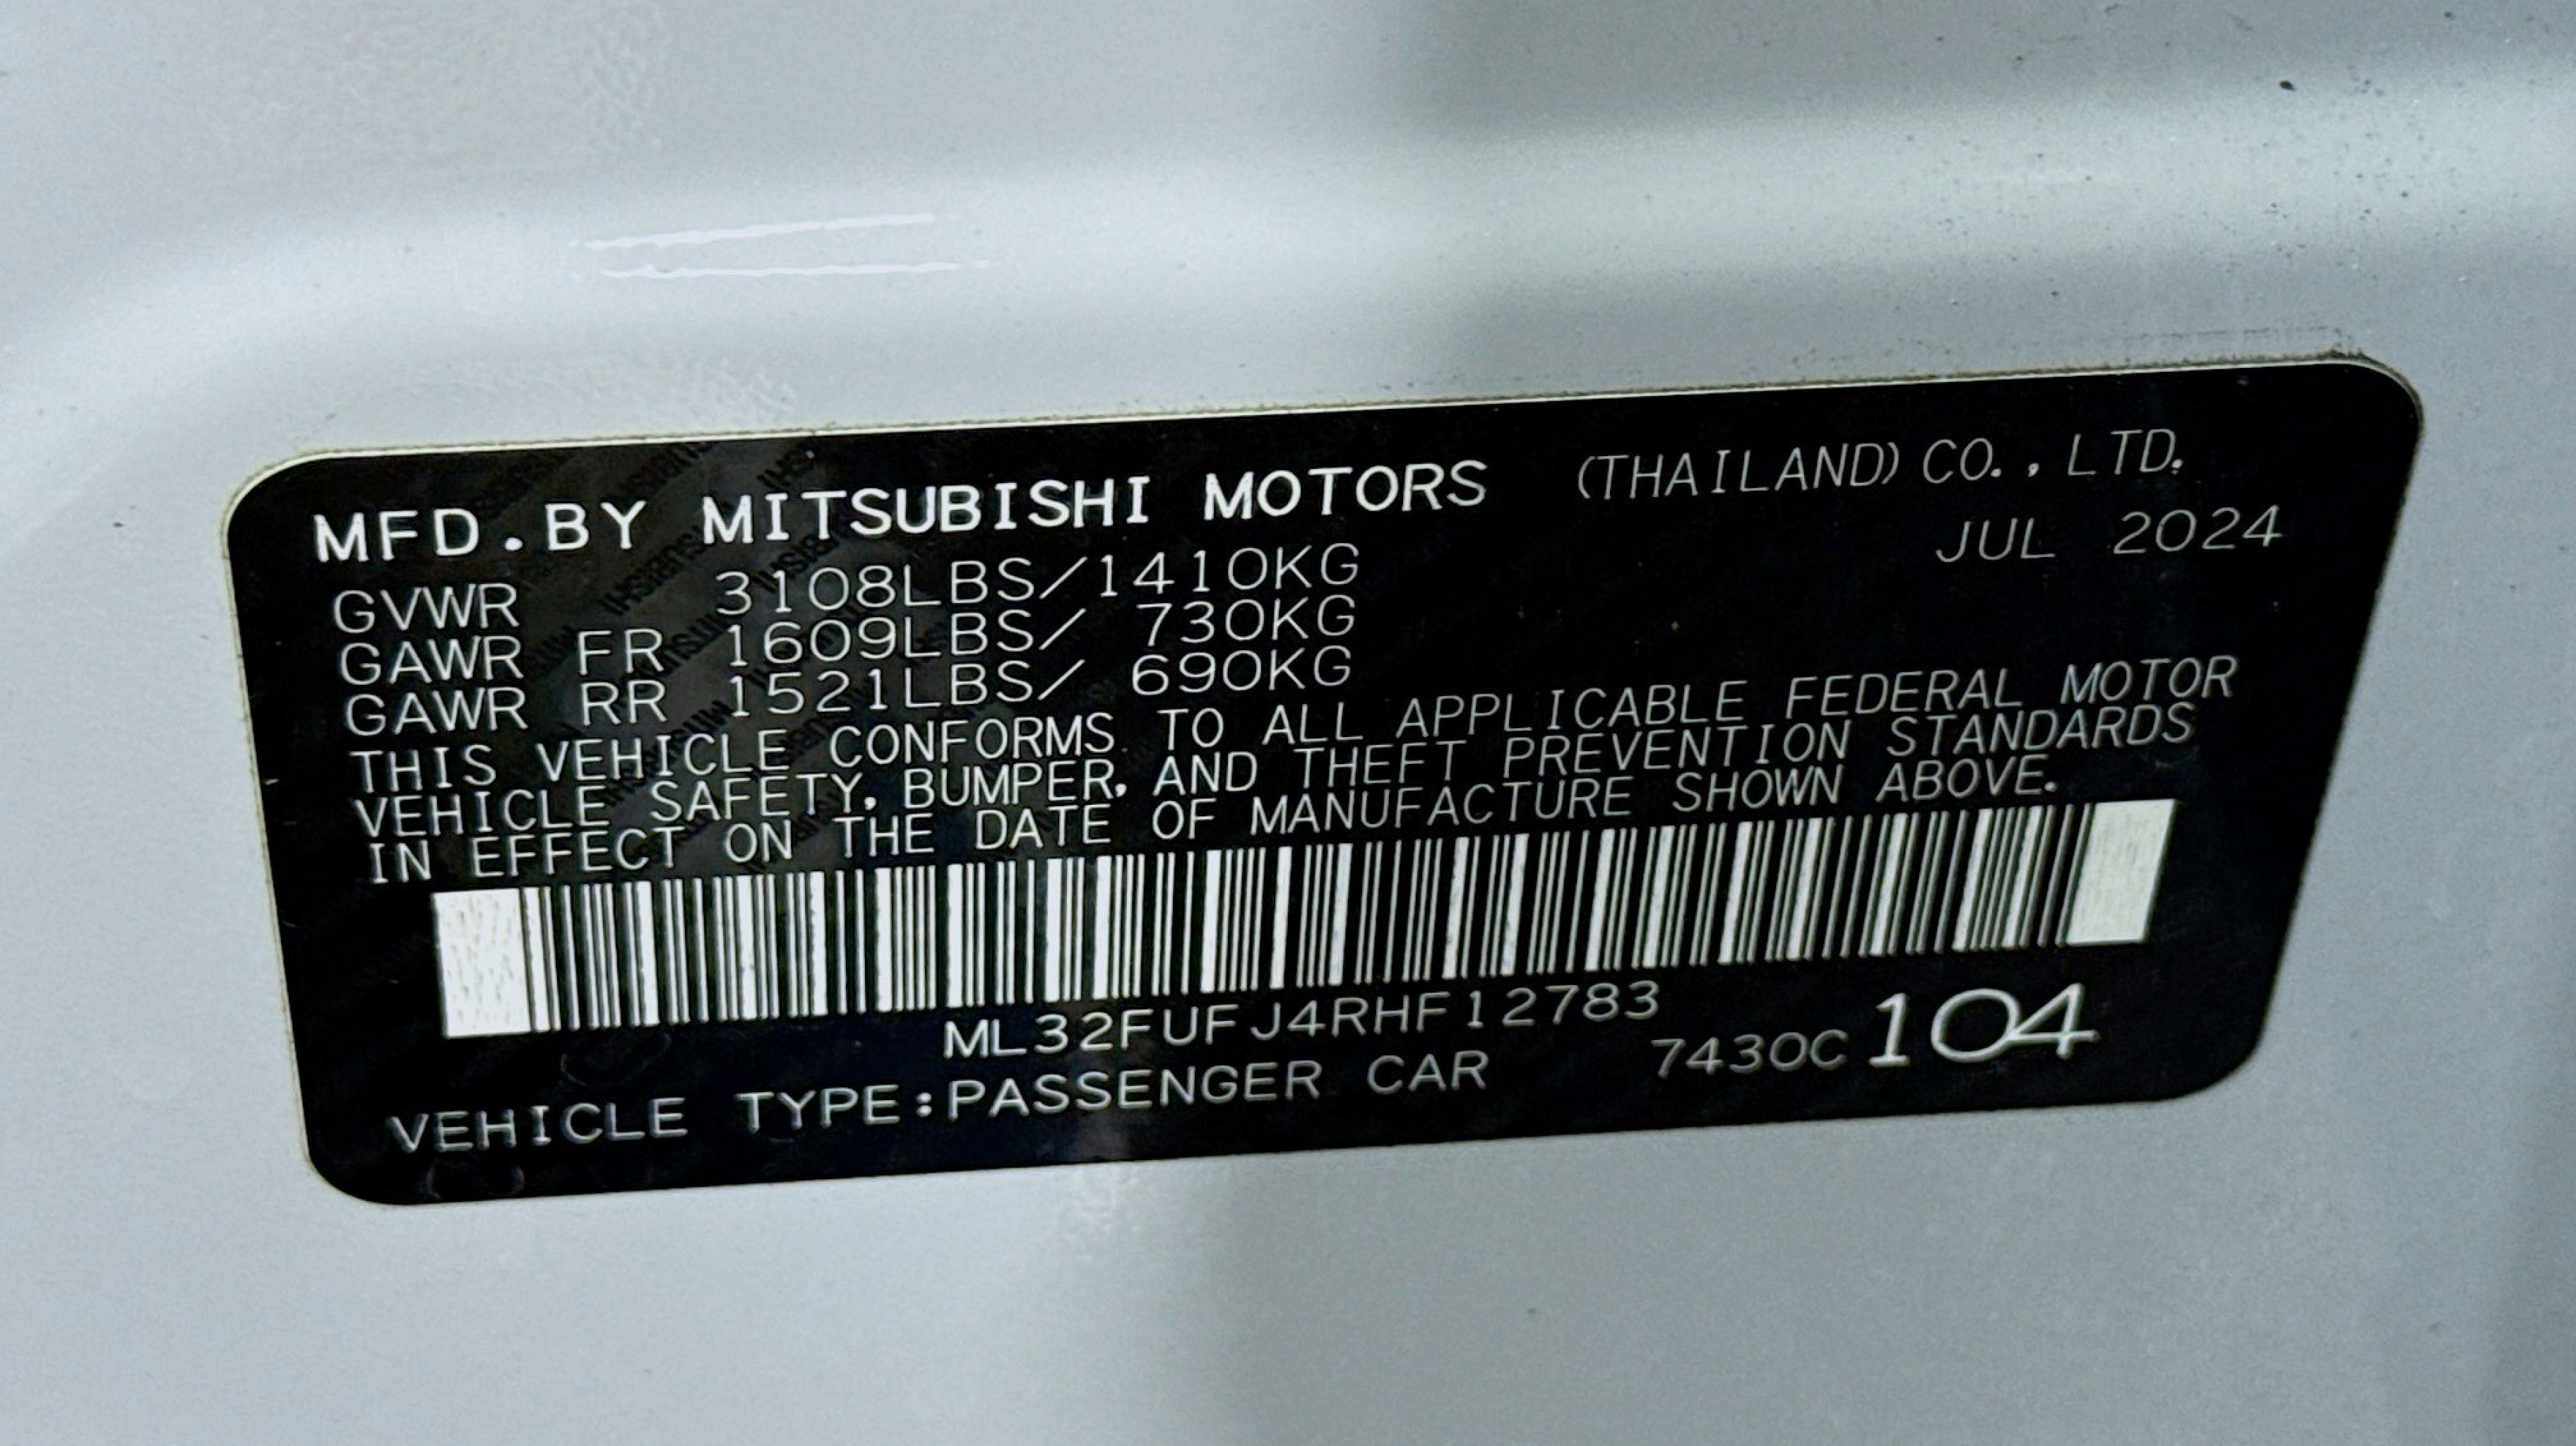 MFD.BY MITSUBISHI MOTORS (THAILAND) CO., LTD.
JUL 2024
GVWR 3108LBS/1410KG
GAWR FR 1609LBS/ 730KG
GAWR RR 1521LBS/ 690KG
THIS VEHICLE CONFORMS TO ALL APPLICABLE FEDERAL MOTOR
VEHICLE SAFETY, BUMPER, AND THEFT PREVENTION STANDARDS
IN EFFECT ON THE DATE OF MANUFACTURE SHOWN ABOVE.
ML32FUFJ4RHF12783
VEHICLE TYPE:PASSENGER CAR 7430C 104